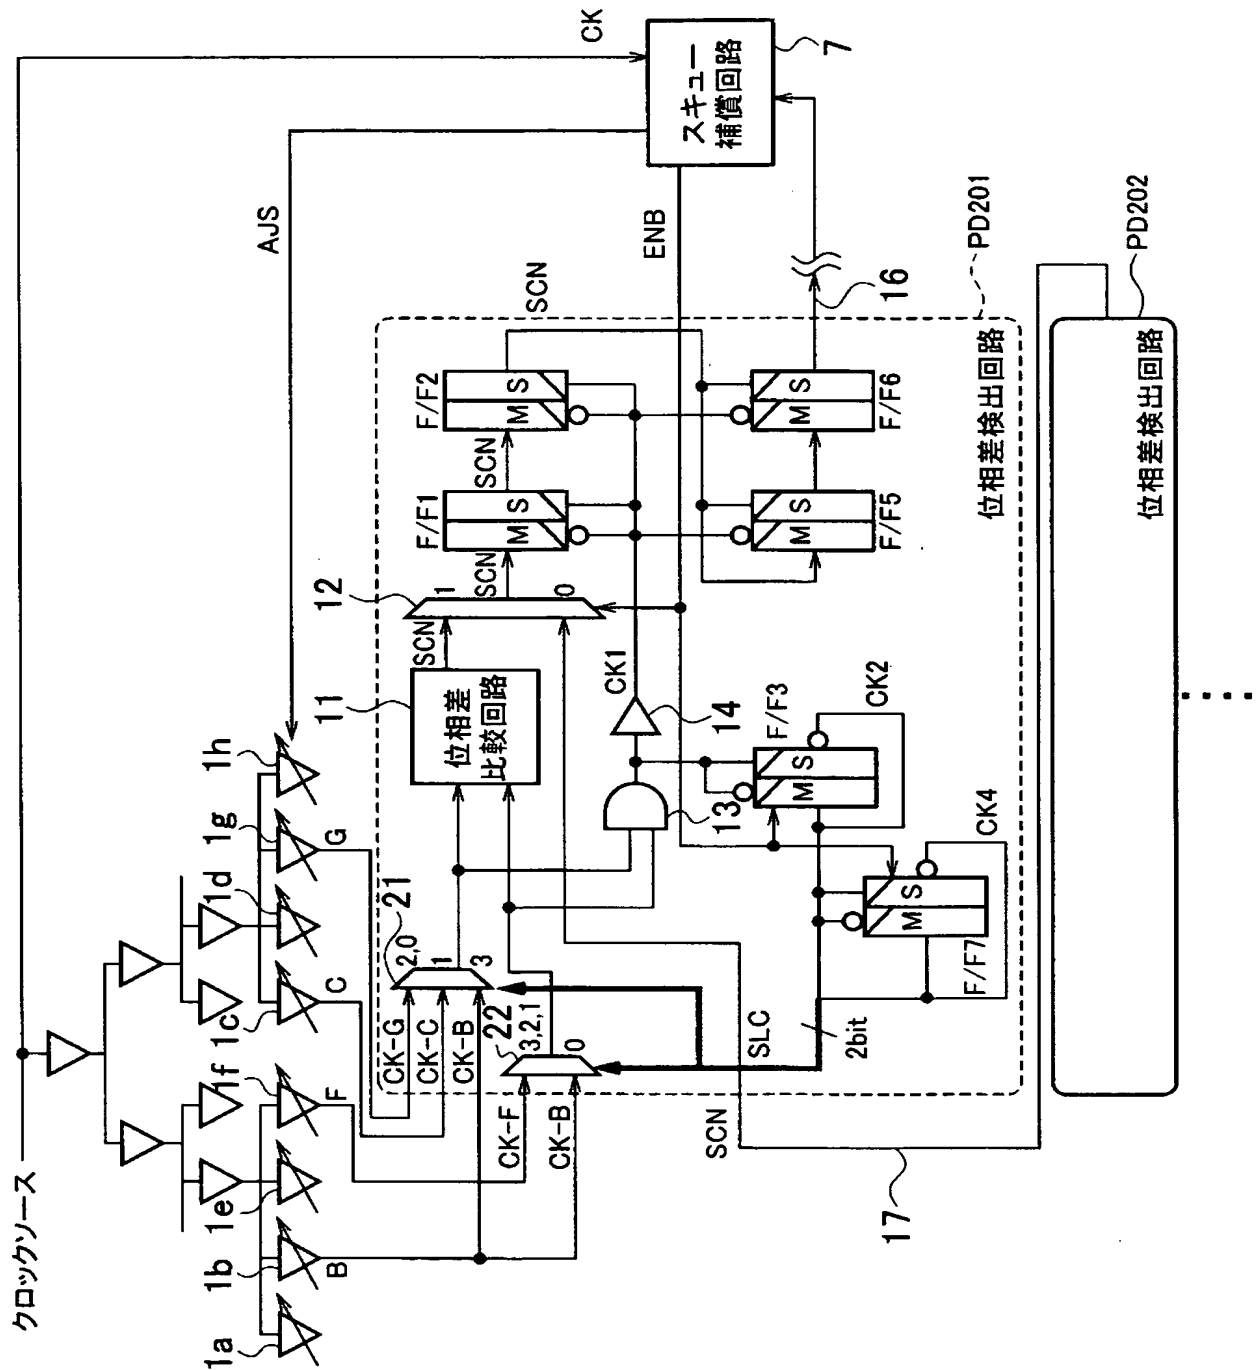 クロックソース
CK
AJS
スキュー
補償回路
7
ENB
1a
1b
1e
1f
1c
1d
1g
1h
B
F
C
G
CK-G
CK-C
CK-B
CK-F
CK-B
21
2,0
1
3
22
3,2,1
0
11
位相差
比較回路
SCN
12
1
0
SCN
F/F1
M
S
SCN
F/F2
M
S
SCN
CK1
13
14
F/F3
M
S
CK2
F/F7
M
S
CK4
F/F5
M
S
F/F6
M
S
16
SLC
2bit
SCN
17
位相差検出回路
PD201
位相差検出回路
PD202